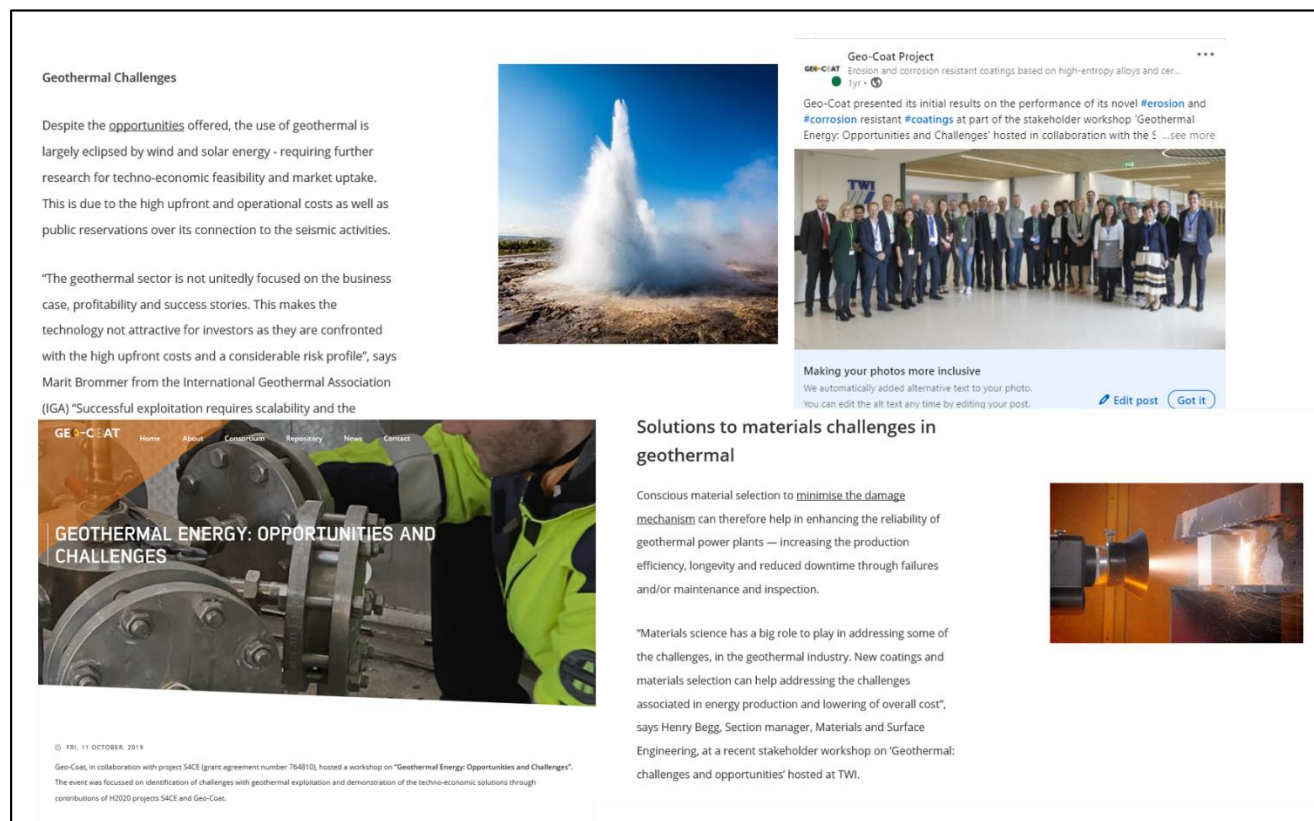 Geothermal Challenges
Despite the opportunities offered, the use of geothermal is
largely eclipsed by wind and solar energy - requiring further
research for techno-economic feasibility and market uptake.
This is due to the high upfront and operational costs as well as
public reservations over its connection to the seismic activities.
“The geothermal sector is not unitedly focused on the business
case, profitability and success stories. This makes the
technology not attractive for investors as they are confronted
with the high upfront costs and a considerable risk profile”, says
Marit Brommer from the International Geothermal Association
(IGA) “Successful exploitation requires scalability and the
GEO-COAT
Geo-Coat Project
Erosion and corrosion resistant coatings based on high-entropy alloys and cer...
1yr •
Geo-Coat presented its initial results on the performance of its novel #erosion and
#corrosion resistant #coatings at part of the stakeholder workshop 'Geothermal
Energy: Opportunities and Challenges' hosted in collaboration with the S ...see more
TWI
Making your photos more inclusive
We automatically added alternative text to your photo.
You can edit the alt text any time by editing your post.
Edit post Got it
GEO-COAT Home About Consortium Repository News Contact
GEOTHERMAL ENERGY: OPPORTUNITIES AND
CHALLENGES
FRI, 11 OCTOBER, 2019
Geo-Coat, in collaboration with project S4CE (grant agreement number 764810), hosted a workshop on “Geothermal Energy: Opportunities and Challenges”.
The event was focussed on identification of challenges with geothermal exploitation and demonstration of the techno-economic solutions through
contributions of H2020 projects S4CE and Geo-Coat.
Solutions to materials challenges in
geothermal
Conscious material selection to minimise the damage
mechanism can therefore help in enhancing the reliability of
geothermal power plants — increasing the production
efficiency, longevity and reduced downtime through failures
and/or maintenance and inspection.
“Materials science has a big role to play in addressing some of
the challenges, in the geothermal industry. New coatings and
materials selection can help addressing the challenges
associated in energy production and lowering of overall cost”,
says Henry Begg, Section manager, Materials and Surface
Engineering, at a recent stakeholder workshop on ‘Geothermal:
challenges and opportunities’ hosted at TWI.